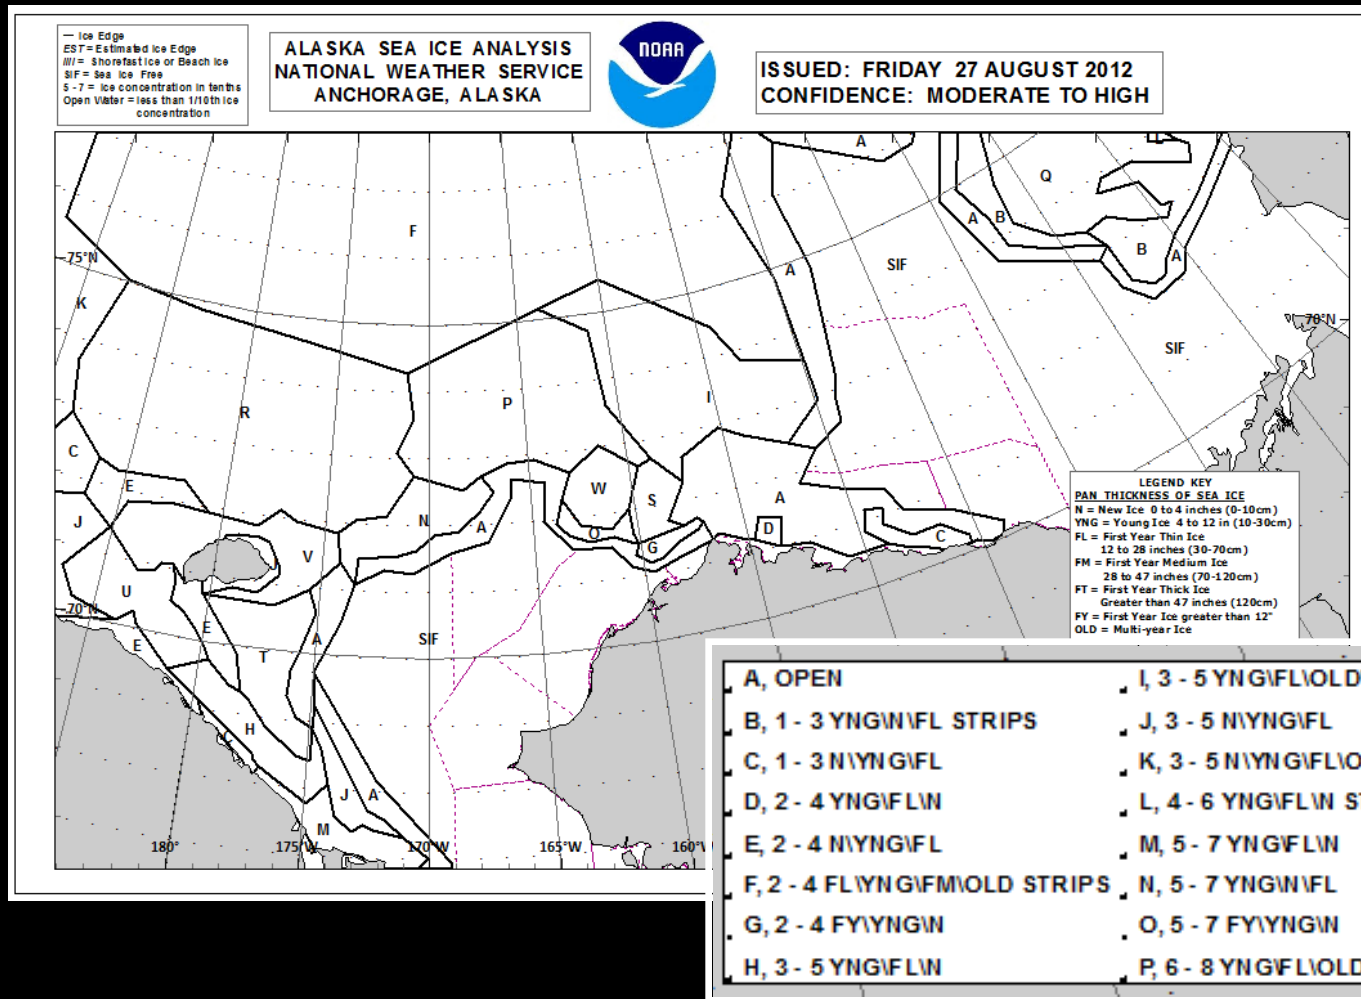 — Ice Edge
EST = Estimated Ice Edge
//// = Shorefast Ice or Beach Ice
SIF = Sea Ice Free
5 - 7 = Ice concentration in tenths
Open Water = less than 1/10th Ice
concentration
ALASKA SEA ICE ANALYSIS
NATIONAL WEATHER SERVICE
ANCHORAGE, ALASKA
NOAA
ISSUED: FRIDAY 27 AUGUST 2012
CONFIDENCE: MODERATE TO HIGH
A
Q
A
B
F
B
A
75°N
SIF
A
K
70°N
SIF
I
P
R
C
E
W
S
A
J
N
A
D
O
C
G
V
U
70°N
E
A
SIF
E
T
H
J
A
M
180°
175°W
170°W
165°W
160°
LEGEND KEY
PAN THICKNESS OF SEA ICE
N = New Ice 0 to 4 inches (0-10cm)
YNG = Young Ice 4 to 12 in (10-30cm)
FL = First Year Thin Ice
12 to 28 inches (30-70cm)
FM = First Year Medium Ice
28 to 47 inches (70-120cm)
FT = First Year Thick Ice
Greater than 47 inches (120cm)
FY = First Year Ice greater than 12"
OLD = Multi-year Ice
A, OPEN
B, 1 - 3 YNG\N\FL STRIPS
C, 1 - 3 N\YNG\FL
D, 2 - 4 YNG\FL\N
E, 2 - 4 N\YNG\FL
F, 2 - 4 FL\YNG\FM\OLD STRIPS
G, 2 - 4 FY\YNG\N
H, 3 - 5 YNG\FL\N
I, 3 - 5 YNG\FL\OLD
J, 3 - 5 N\YNG\FL
K, 3 - 5 N\YNG\FL\O
L, 4 - 6 YNG\FL\N S
M, 5 - 7 YNG\FL\N
N, 5 - 7 YNG\N\FL
O, 5 - 7 FY\YNG\N
P, 6 - 8 YNG\FL\OLD